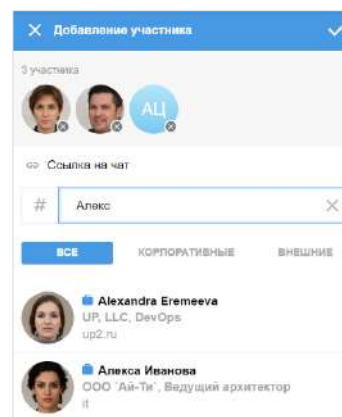 Добавление участника
3 участника
АЦ
Ссылка на чат
# Алекс
ВСЕ КОРПОРАТИВНЫЕ ВНЕШНИЕ
Alexandra Eremeeva
UP, LLC, DevOps
up2.ru
Алекса Иванова
ООО `Ай-Ти`, Ведущий архитектор
it